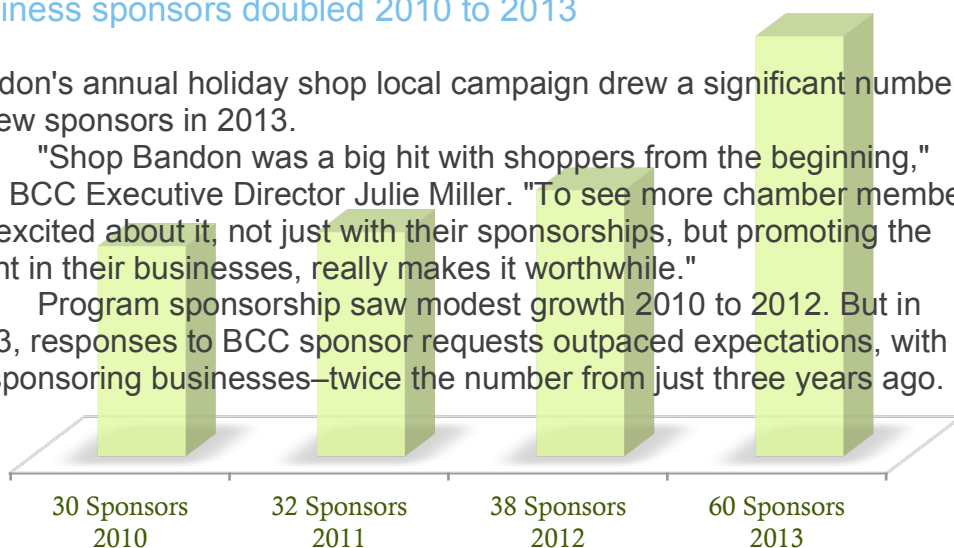 iness sponsors doubled 2010 to 2013
don's annual holiday shop local campaign drew a significant numbe
ew sponsors in 2013.
"Shop Bandon was a big hit with shoppers from the beginning,"
BCC Executive Director Julie Miller. "To see more chamber membe
excited about it, not just with their sponsorships, but promoting the
nt in their businesses, really makes it worthwhile."
Program sponsorship saw modest growth 2010 to 2012. But in
3, responses to BCC sponsor requests outpaced expectations, with
sponsoring businesses–twice the number from just three years ago.
30 Sponsors 32 Sponsors 38 Sponsors 60 Sponsors
2010 2011 2012 2013